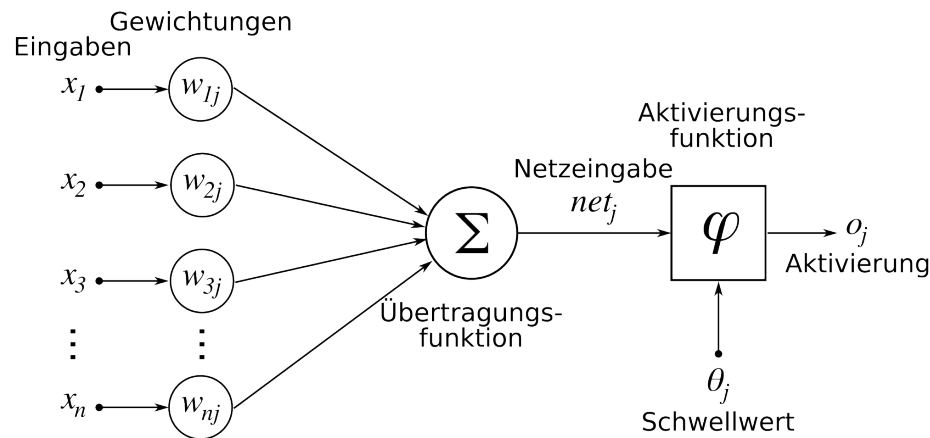 Gewichtungen
Eingaben
x1
w1j
x2
w2j
x3
w3j
xn
wnj
Σ
Übertragungs-
funktion
Netzeingabe
netj
Aktivierungs-
funktion
φ
oj
Aktivierung
θj
Schwellwert